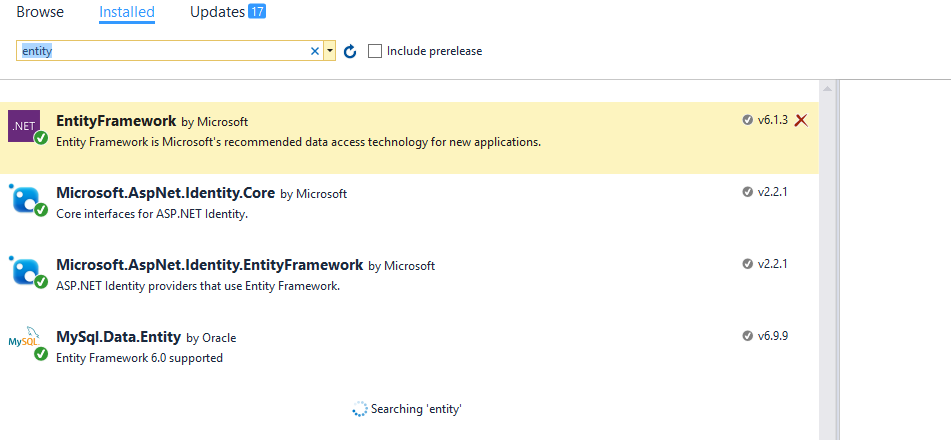 Browse Installed Updates 17
entity Include prerelease
.NET EntityFramework by Microsoft v6.1.3
Entity Framework is Microsoft's recommended data access technology for new applications.
Microsoft.AspNet.Identity.Core by Microsoft v2.2.1
Core interfaces for ASP.NET Identity.
Microsoft.AspNet.Identity.EntityFramework by Microsoft v2.2.1
ASP.NET Identity providers that use Entity Framework.
MySQL MySql.Data.Entity by Oracle v6.9.9
Entity Framework 6.0 supported
Searching 'entity'